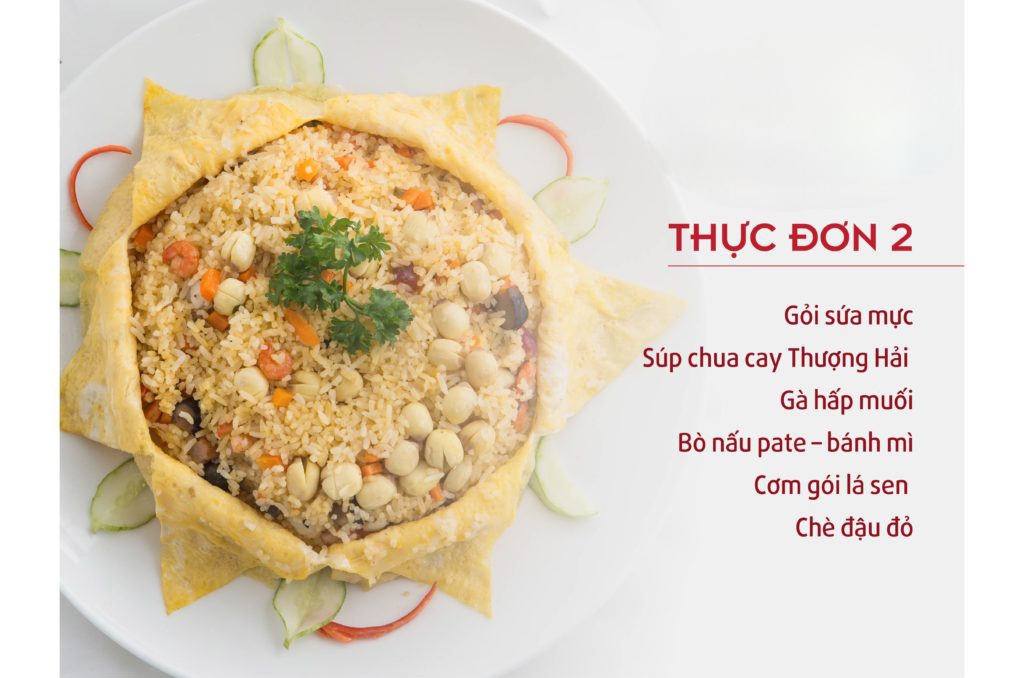 THỰC ĐƠN 2
Gỏi sứa mực
Súp chua cay Thượng Hải
Gà hấp muối
Bò nấu pate – bánh mì
Cơm gói lá sen
Chè đậu đỏ